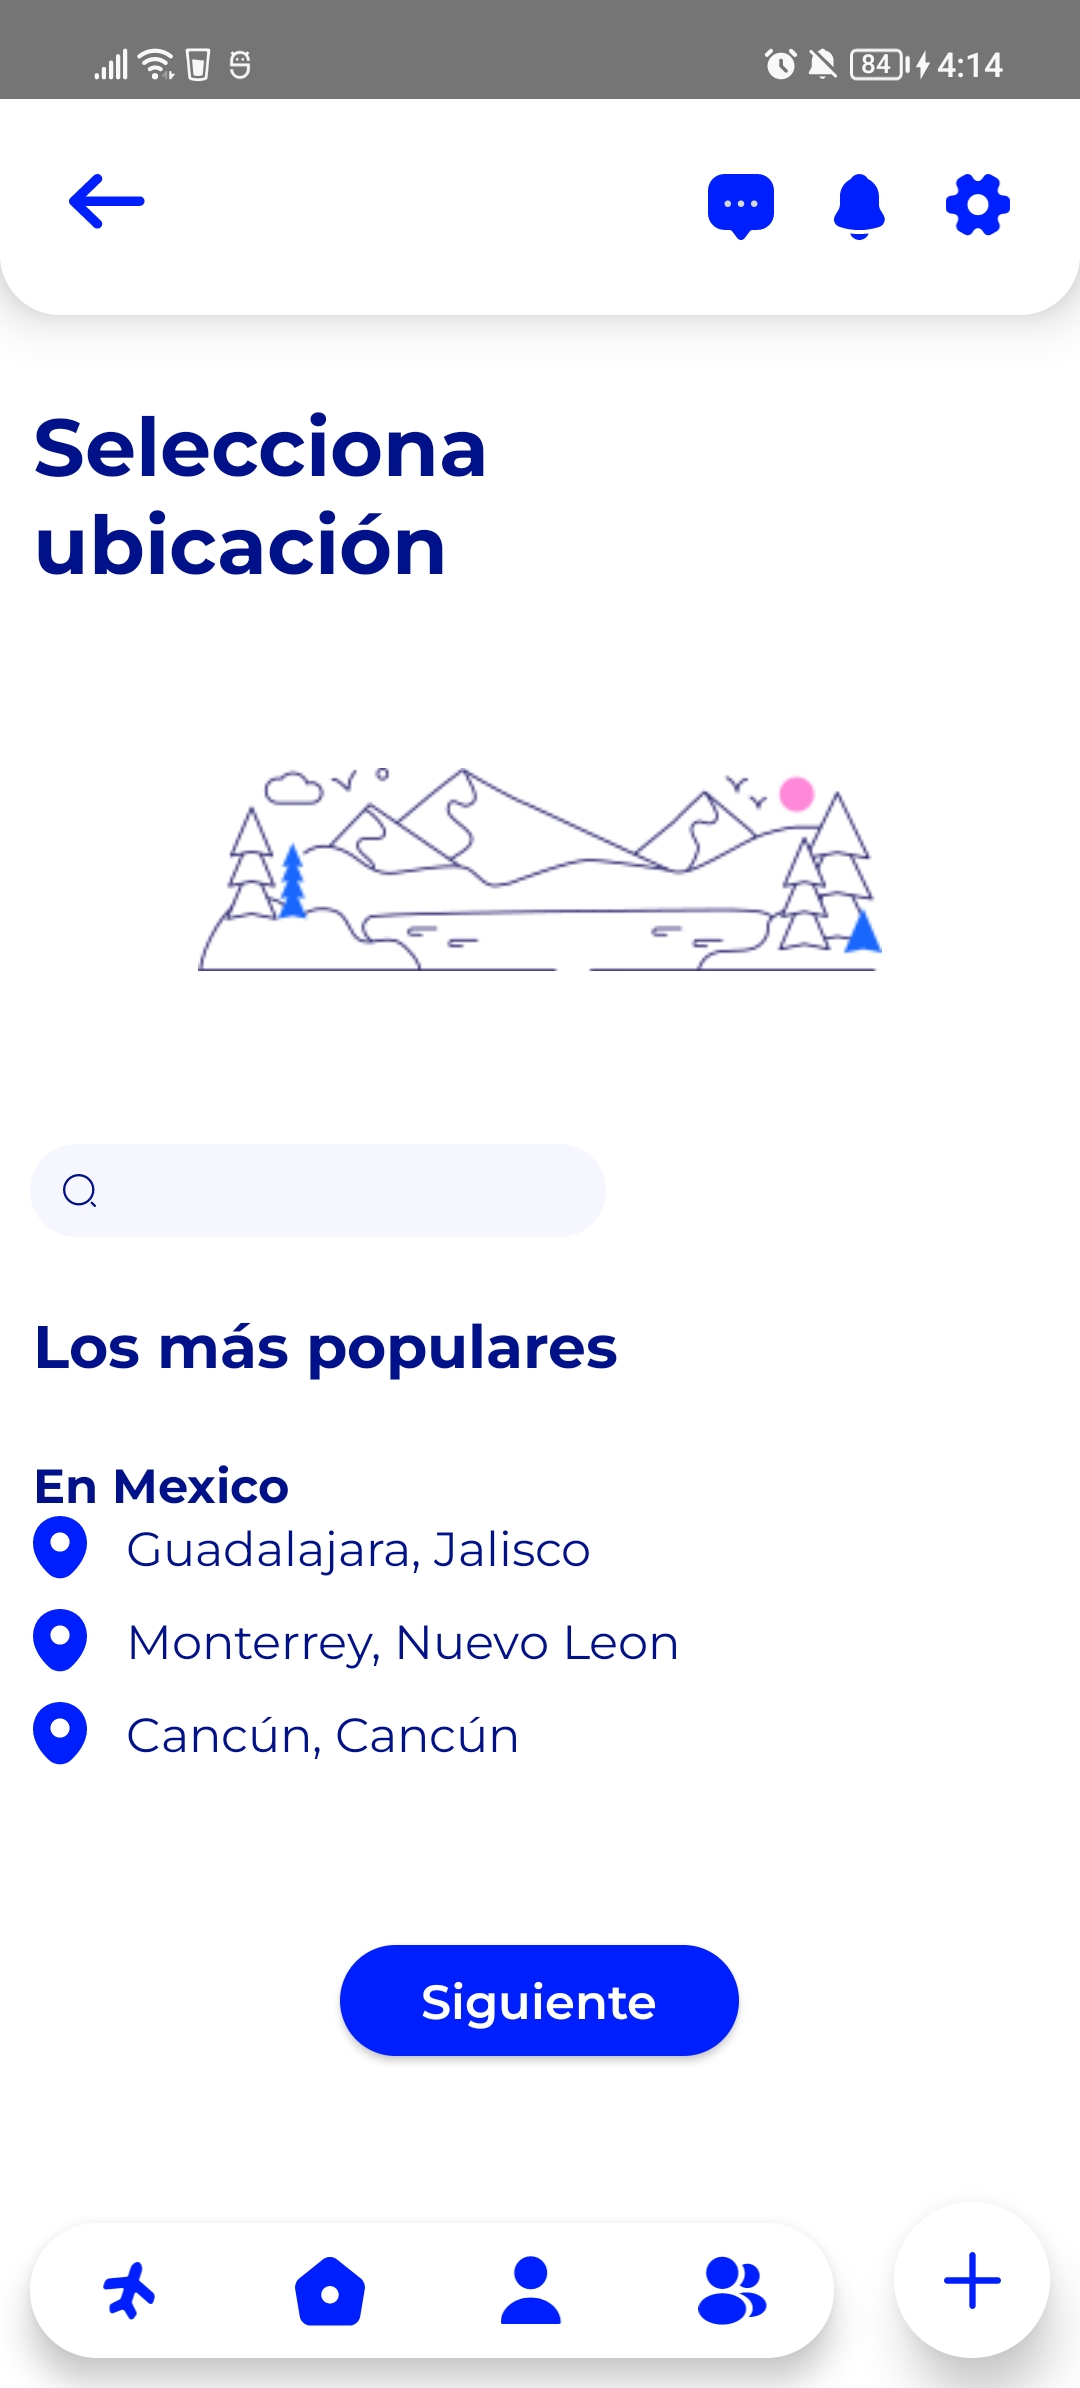 84 4:14
Selecciona
ubicación
Los más populares
En Mexico
Guadalajara, Jalisco
Monterrey, Nuevo Leon
Cancún, Cancún
Siguiente